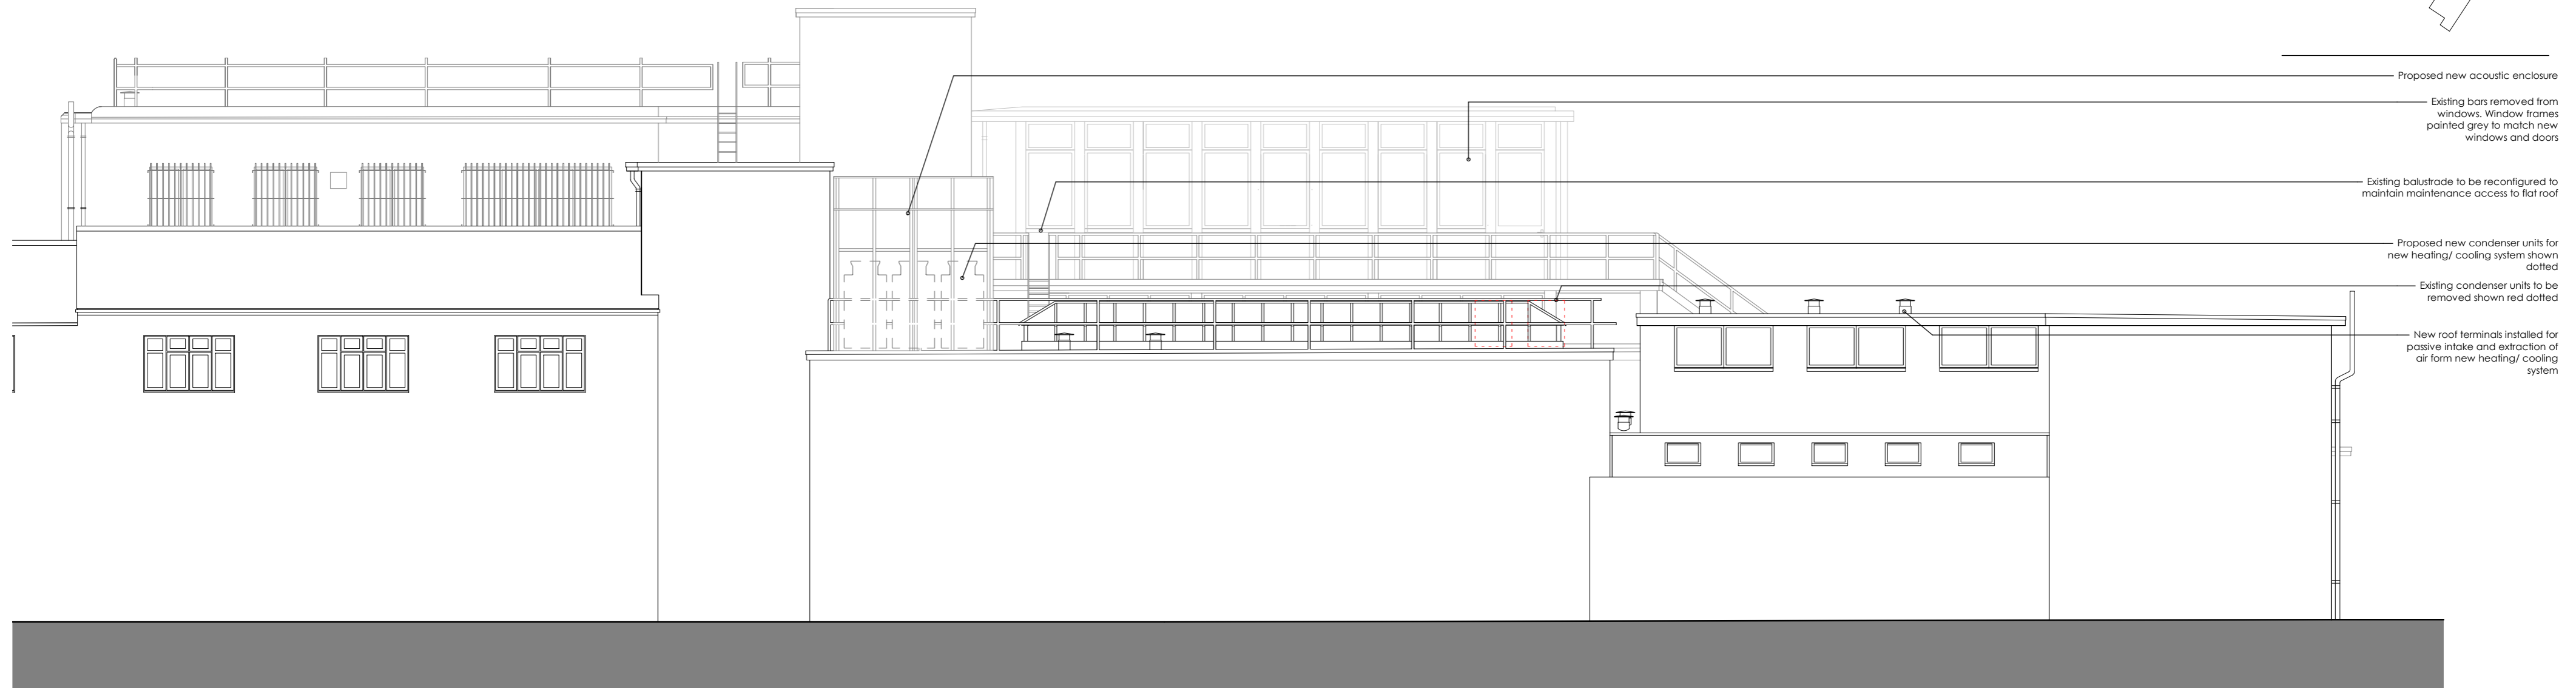 Proposed new acoustic enclosure
Existing bars removed from
windows. Window frames
painted grey to match new
windows and doors
Existing balustrade to be reconfigured to
maintain maintenance access to flat roof
Proposed new condenser units for
new heating/ cooling system shown
dotted
Existing condenser units to be
removed shown red dotted
New roof terminals installed for
passive intake and extraction of
air form new heating/ cooling
system